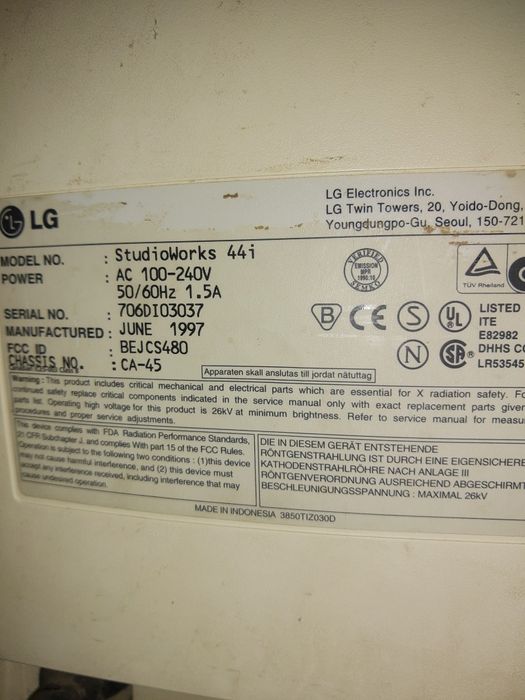 LG
LG Electronics Inc.
LG Twin Towers, 20, Yoido-Dong,
Youngdungpo-Gu, Seoul, 150-721
MODEL NO. : StudioWorks 44i
POWER : AC 100-240V
50/60Hz 1.5A
SERIAL NO. : 706DI03037
MANUFACTURED : JUNE 1997
FCC ID : BEJCS480
CHASSIS NO. : CA-45
VERIFIED
EMISSION
MPR
1990:10
SEMKO
TÜV Rheinland
B CE S UL LISTED
ITE
E82982
N SA® DHHS CO
LR53545
Apparaten skall anslutas till jordat nätuttag
Warning : This product includes critical mechanical and electrical parts which are essential for X radiation safety. Fo
continued safety replace critical components indicated in the service manual only with exact replacement parts given
parts list. Operating high voltage for this product is 26kV at minimum brightness. Refer to service manual for measu
procedures and proper service adjustments.
This device complies with FDA. Radiation Performance Standards,
21 CFR Subchapter J. and complies With part 15 of the FCC Rules.
Operation is subject to the following two conditions : (1)this device
may not cause harmful interference, and (2) this device must
accept any interference received, including interference that may
cause undesired operation.
DIE IN DIESEM GERÄT ENTSTEHENDE
RÖNTGENSTRAHLUNG IST DURCH EINE EIGENSICHERE
KATHODENSTRAHLRÖHRE NACH ANLAGE III
RÖNTGENVERORDNUNG AUSREICHEND ABGESCHIRMT
BESCHLEUNIGUNGSSPANNUNG : MAXIMAL 26kV
MADE IN INDONESIA 3850TIZ030D